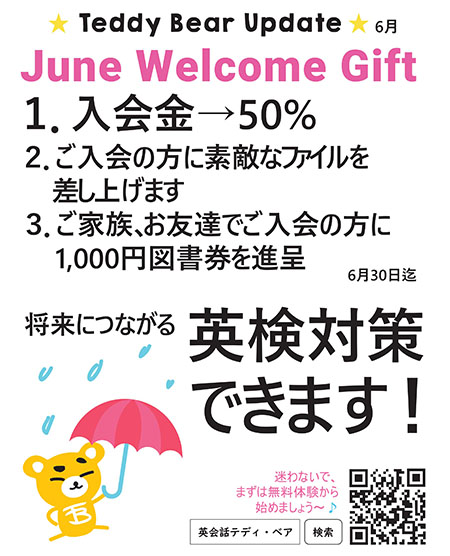 ★ Teddy Bear Update ★ 6月
June Welcome Gift
1. 入会金→50%
2. ご入会の方に素敵なファイルを
差し上げます
3. ご家族、お友達でご入会の方に
1,000円図書券を進呈
6月30日迄
将来につながる 英検対策
できます！
迷わないで、
まずは無料体験から
始めましょう～♪
英会話テディ・ベア 検索
TB